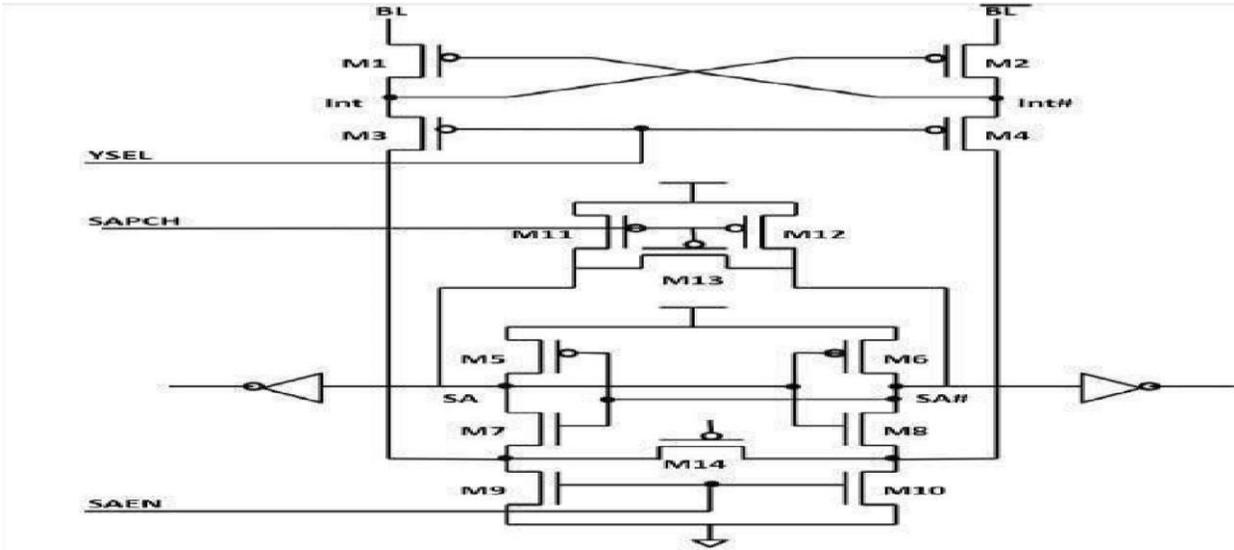 BL BL
M1 M2
Int Int#
M3 M4
YSEL
SAPCH
M11 M12
M13
M5 M6
SA SA#
M7 M8
M14
M9 M10
SAEN